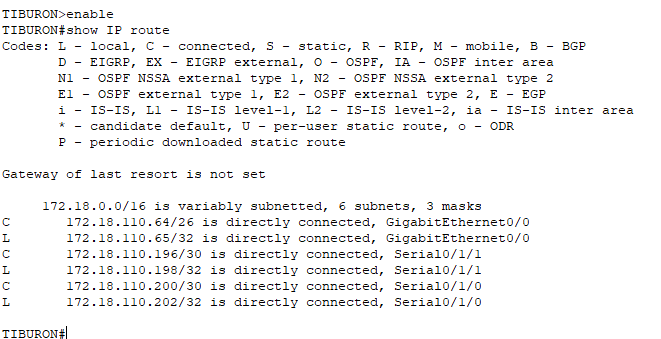 TIBURON>enable
TIBURON#show IP route
Codes: L - local, C - connected, S - static, R - RIP, M - mobile, B - BGP
D - EIGRP, EX - EIGRP external, O - OSPF, IA - OSPF inter area
N1 - OSPF NSSA external type 1, N2 - OSPF NSSA external type 2
E1 - OSPF external type 1, E2 - OSPF external type 2, E - EGP
i - IS-IS, L1 - IS-IS level-1, L2 - IS-IS level-2, ia - IS-IS inter area
* - candidate default, U - per-user static route, o - ODR
P - periodic downloaded static route
Gateway of last resort is not set
172.18.0.0/16 is variably subnetted, 6 subnets, 3 masks
C 172.18.110.64/26 is directly connected, GigabitEthernet0/0
L 172.18.110.65/32 is directly connected, GigabitEthernet0/0
C 172.18.110.196/30 is directly connected, Serial0/1/1
L 172.18.110.198/32 is directly connected, Serial0/1/1
C 172.18.110.200/30 is directly connected, Serial0/1/0
L 172.18.110.202/32 is directly connected, Serial0/1/0
TIBURON#